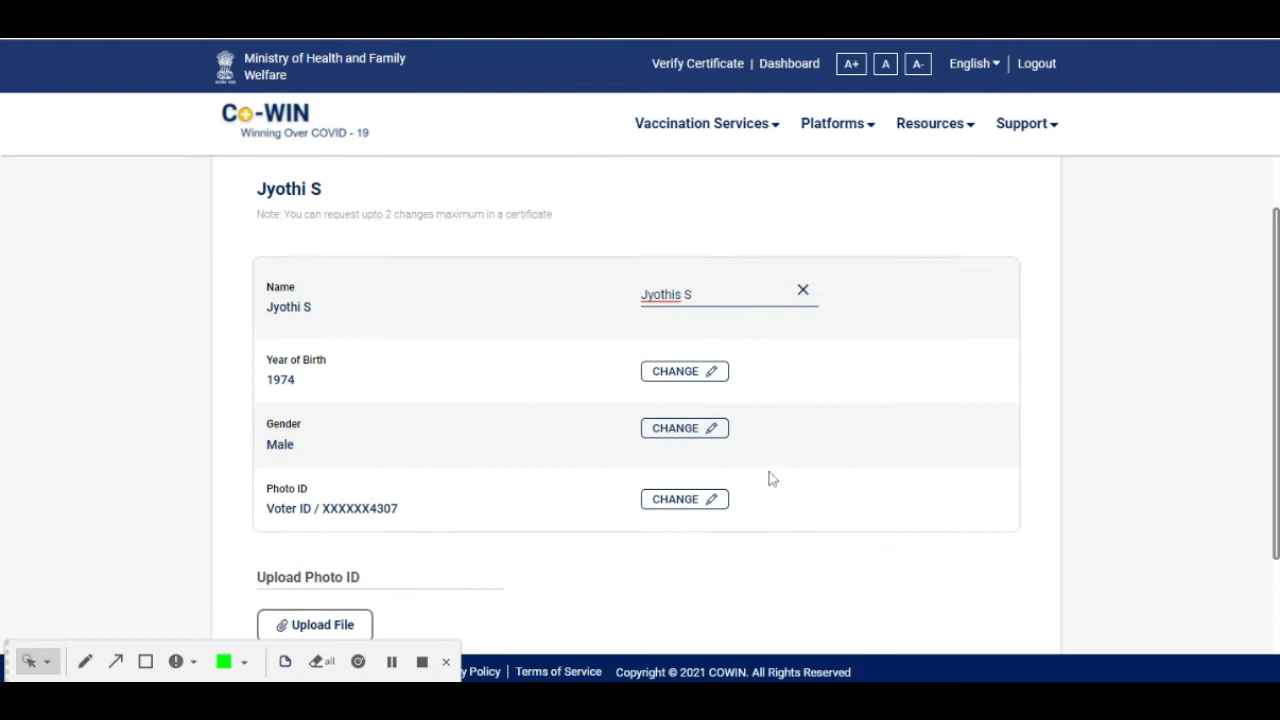 Ministry of Health and Family
Welfare
Verify Certificate | Dashboard A+ A A- English | Logout
Co-WIN
Winning Over COVID - 19
Vaccination Services Platforms Resources Support
Jyothi S
Note: You can request upto 2 changes maximum in a certificate
Name
Jyothi S
Jyothis S
Year of Birth
1974
CHANGE
Gender
Male
CHANGE
Photo ID
Voter ID / XXXXXX4307
CHANGE
Upload Photo ID
Upload File
all
Policy | Terms of Service Copyright © 2021 COWIN. All Rights Reserved